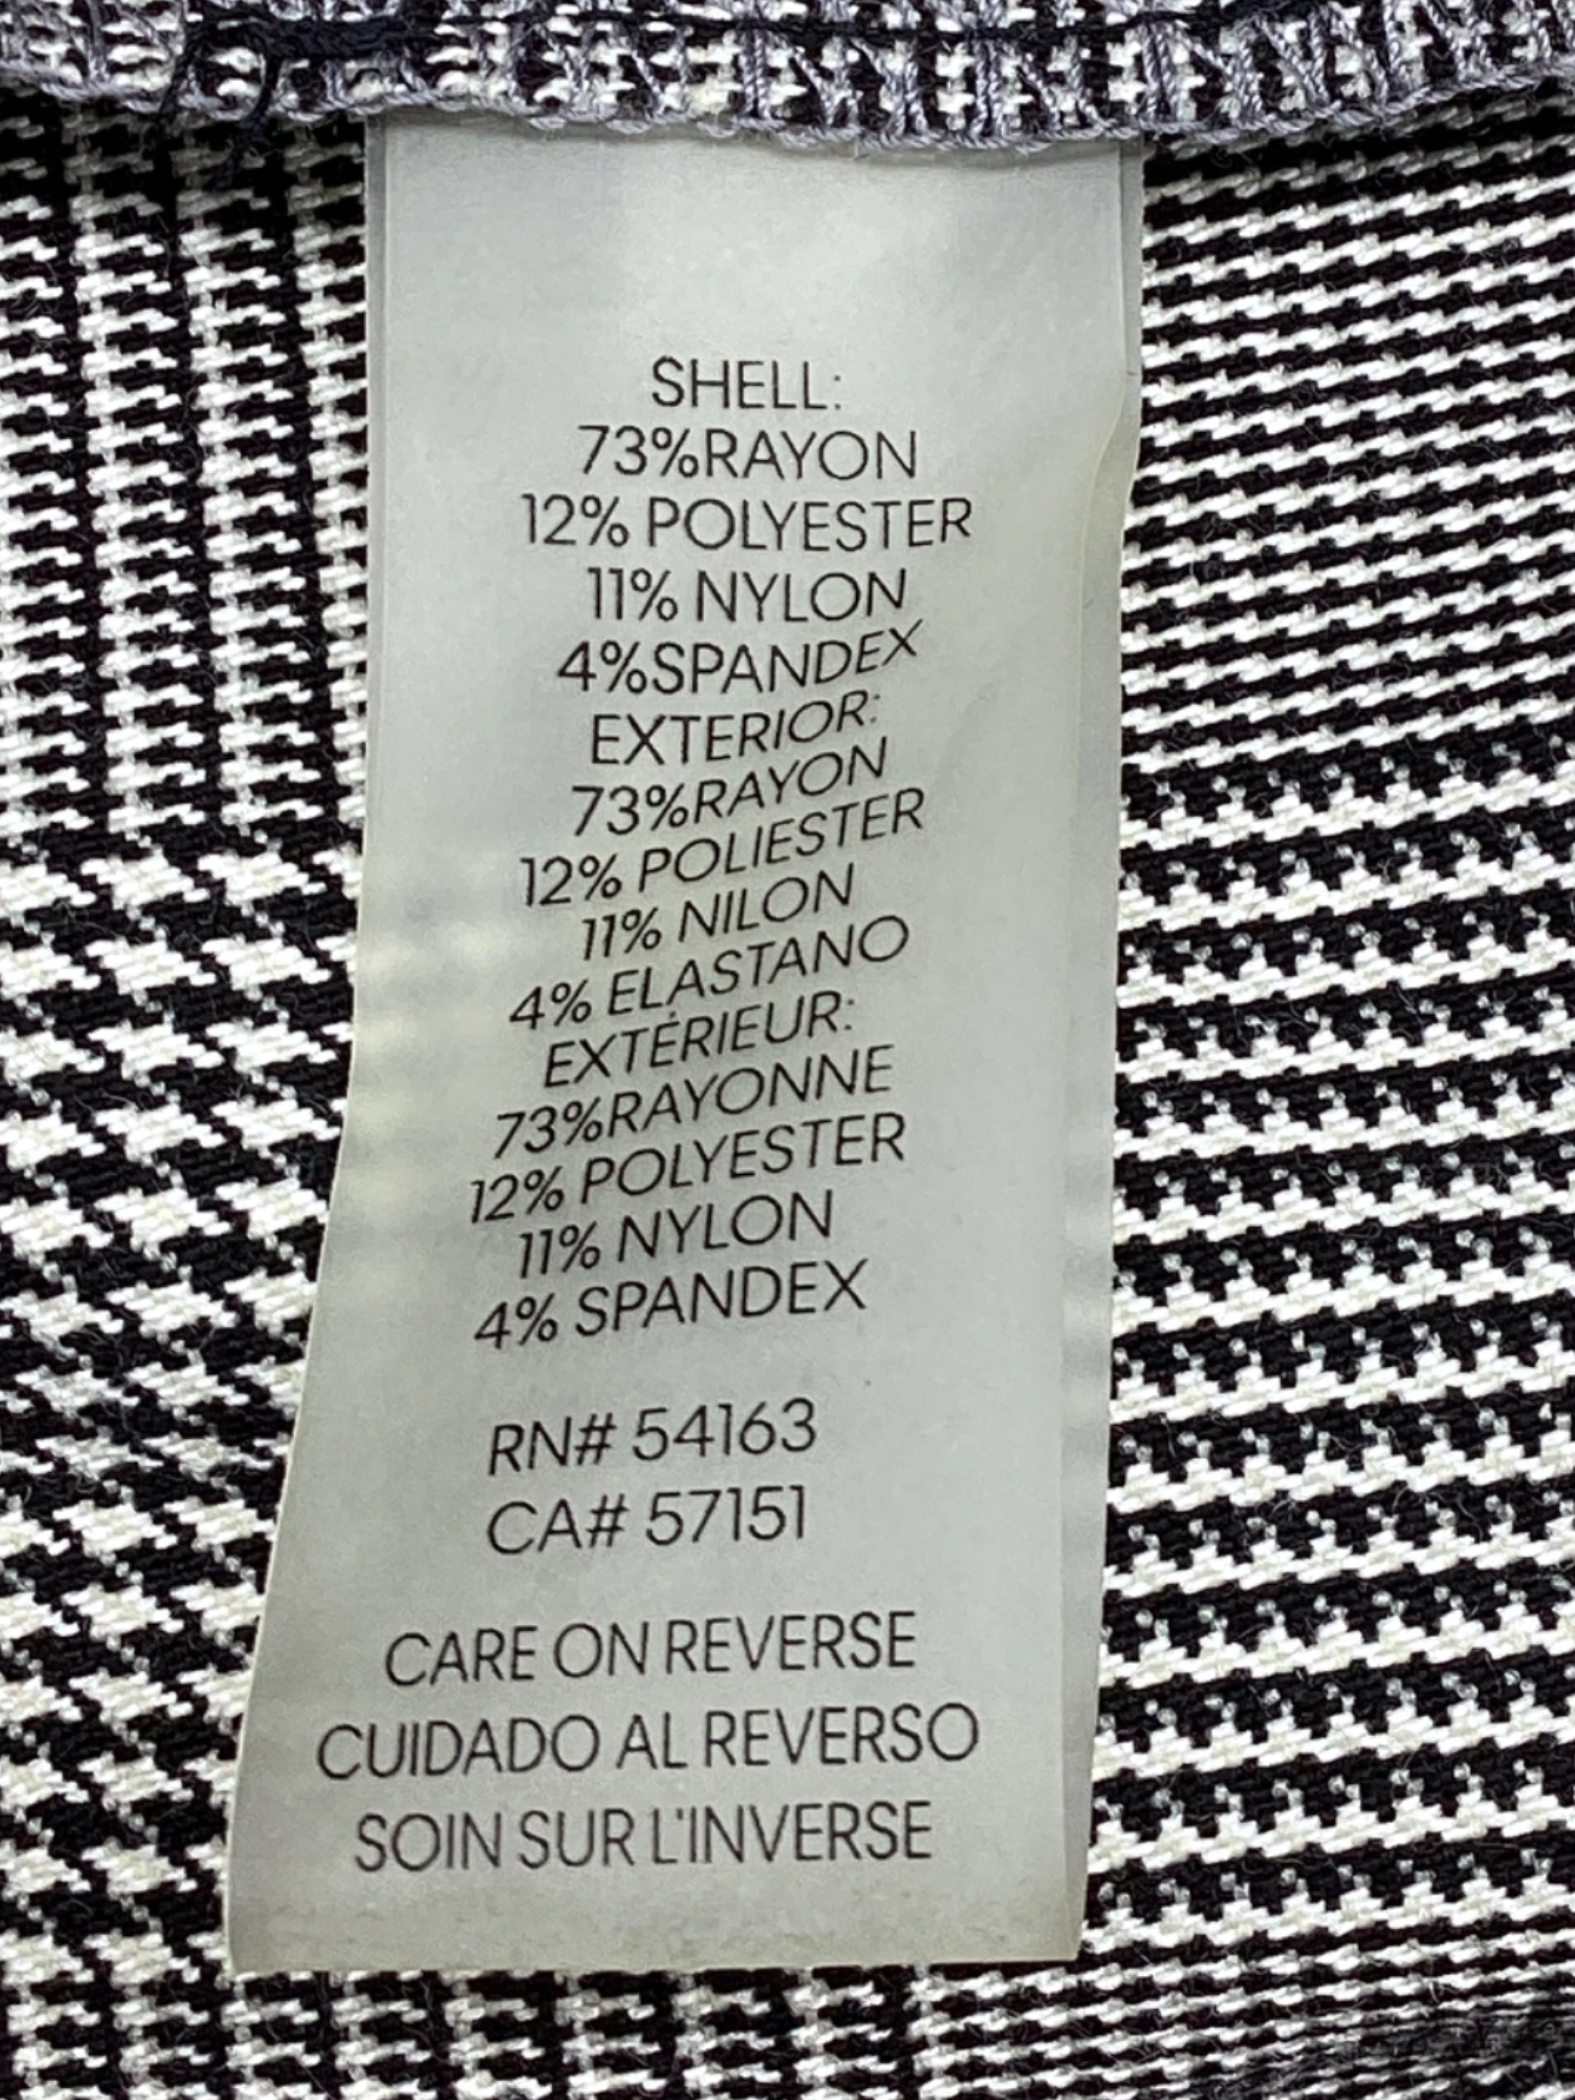 SHELL:
73%RAYON
12% POLYESTER
11% NYLON
4%SPANDEX
EXTERIOR:
73%RAYON
12% POLIESTER
11% NILON
4% ELASTANO
EXTÉRIEUR:
73%RAYONNE
12% POLYESTER
11% NYLON
4% SPANDEX
RN# 54163
CA# 57151
CARE ON REVERSE
CUIDADO AL REVERSO
SOIN SUR L'INVERSE